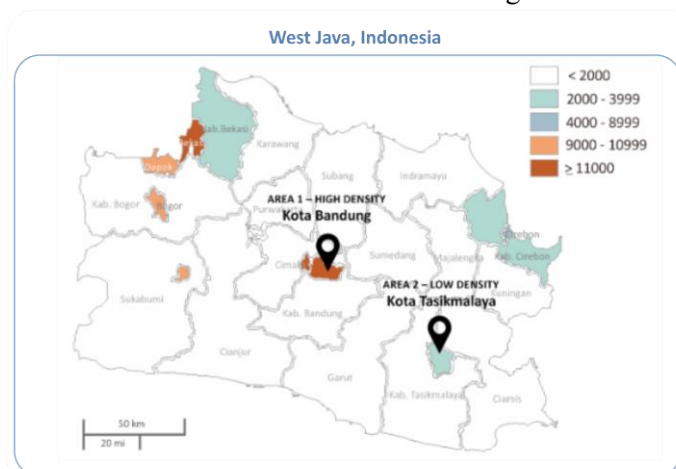 West Java, Indonesia
< 2000
2000 - 3999
4000 - 8999
9000 - 10999
≥ 11000
Kab.Bekasi
Karawang
Depok
Subang
Indramayu
AREA 1 – HIGH DENSITY
Kota Bandung
Kab. Bogor
Bogor
Purwakarta
Cirebon
Cimahi
Sumedang
Majalengka
Kab. Cirebon
AREA 2 – LOW DENSITY
Kota Tasikmalaya
Kuningan
Sukabumi
Kab. Bandung
Cianjur
Garut
Kab. Tasikmalaya
Ciamis
50 km
20 mi